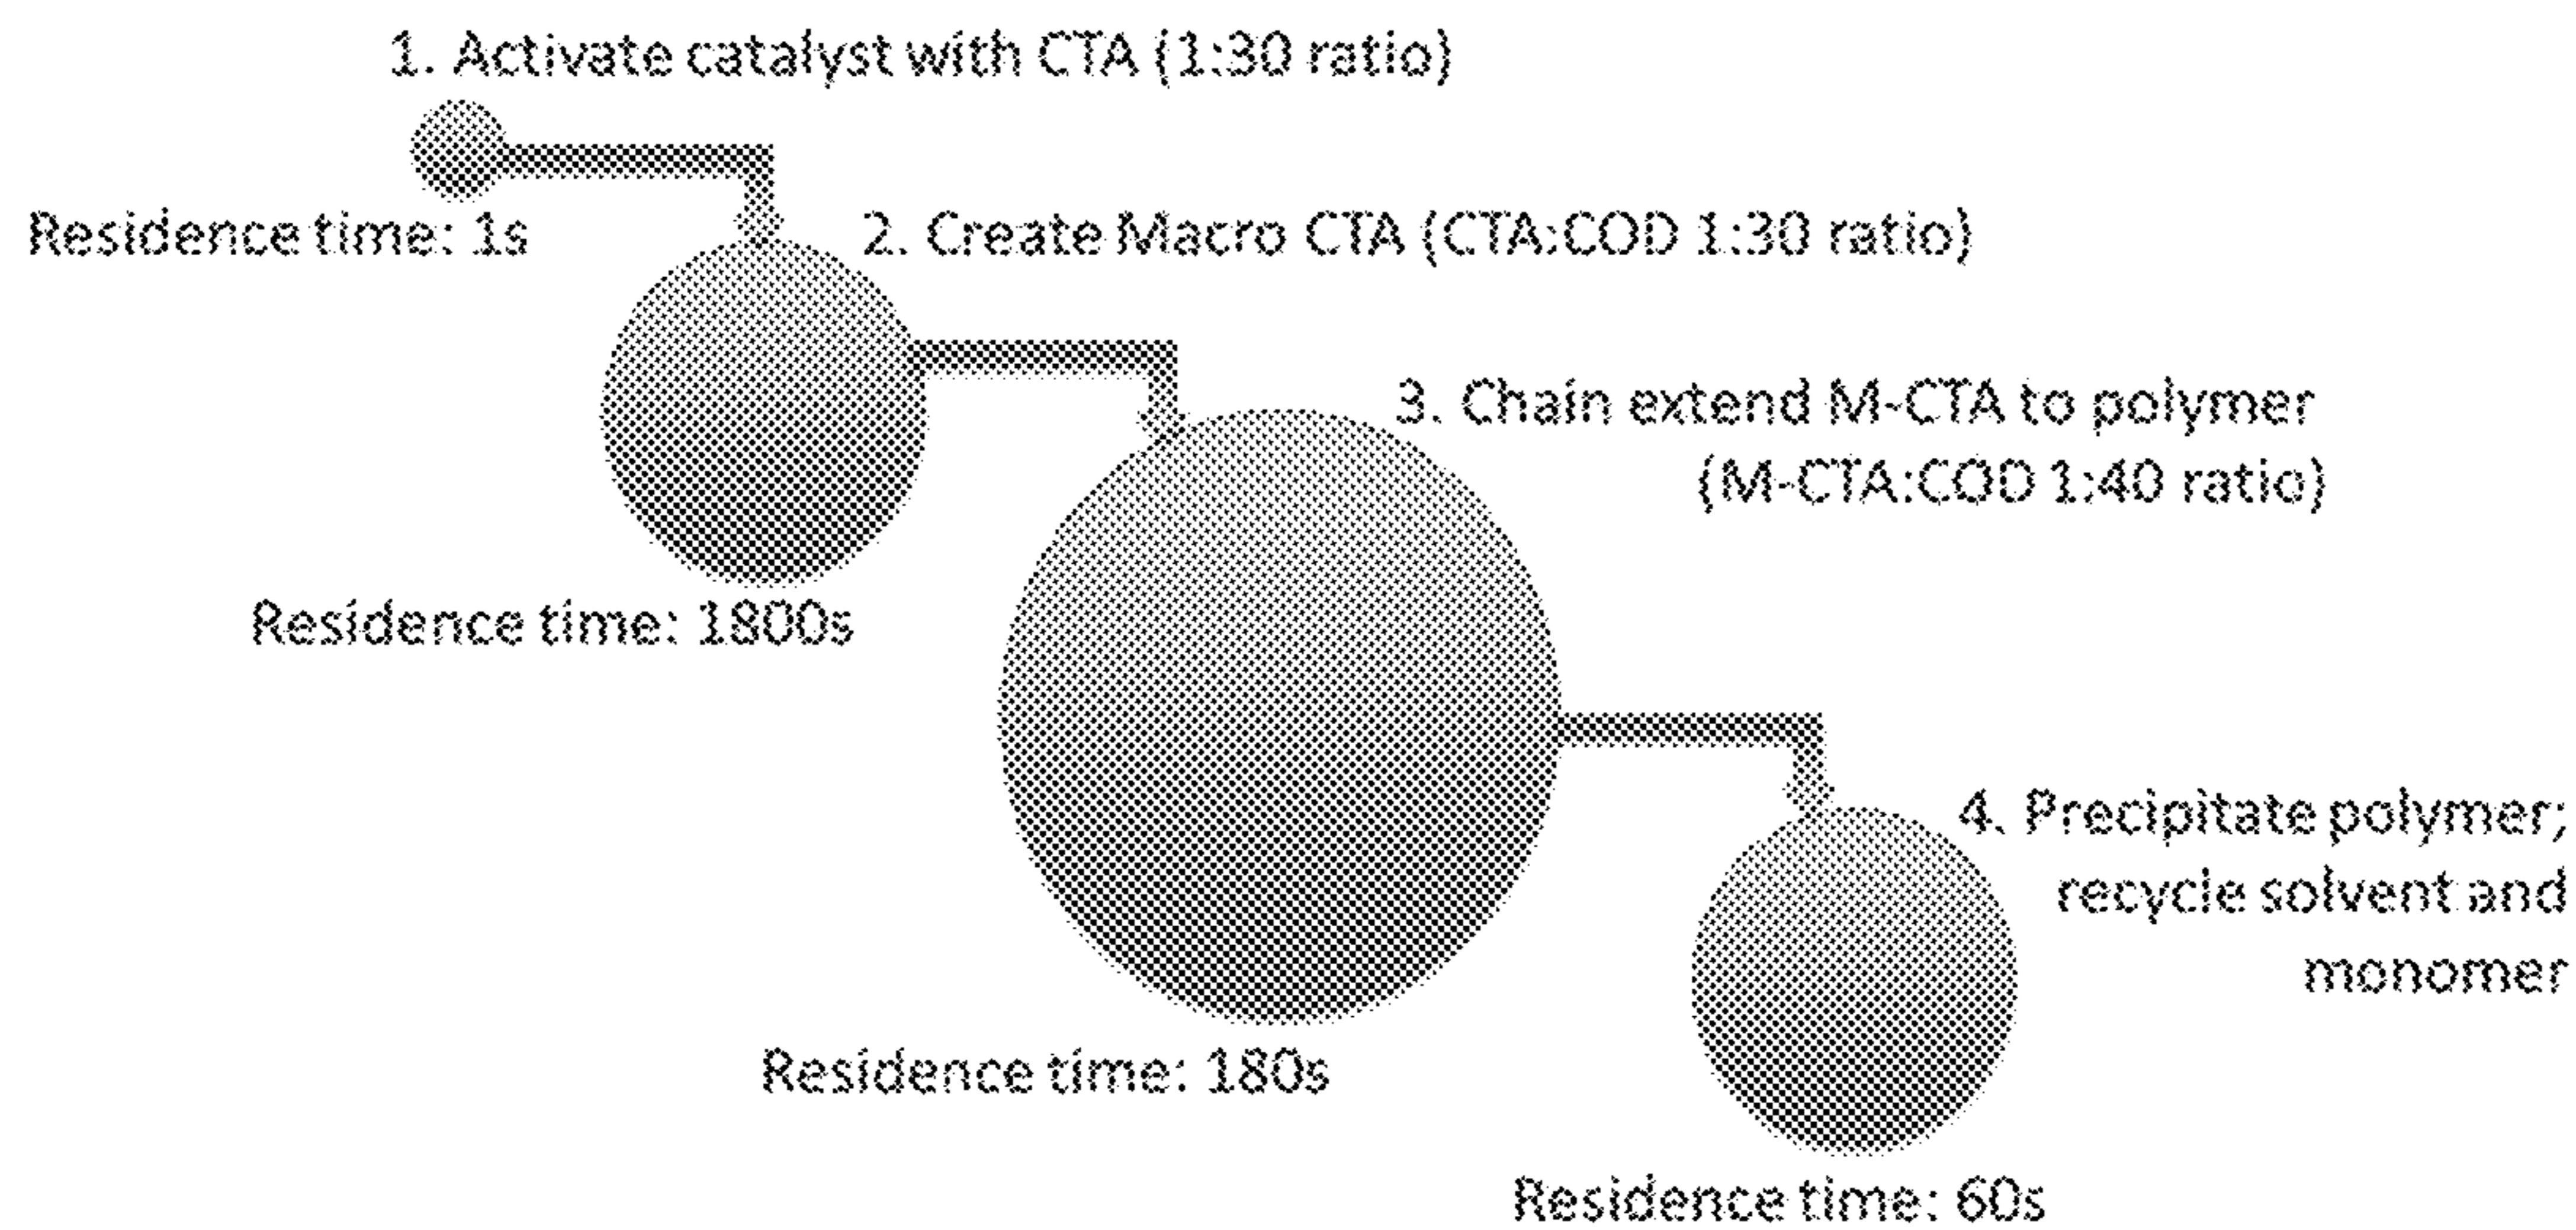 1. Activate catalyst with CTA (1:30 ratio)
Residence time: 1s
2. Create Macro CTA (CTA:COD 1:30 ratio)
3. Chain extend M-CTA to polymer
(M-CTA:COD 1:40 ratio)
Residence time: 1800s
4. Precipitate polymer;
recycle solvent and
monomer
Residence time: 180s
Residence time: 60s